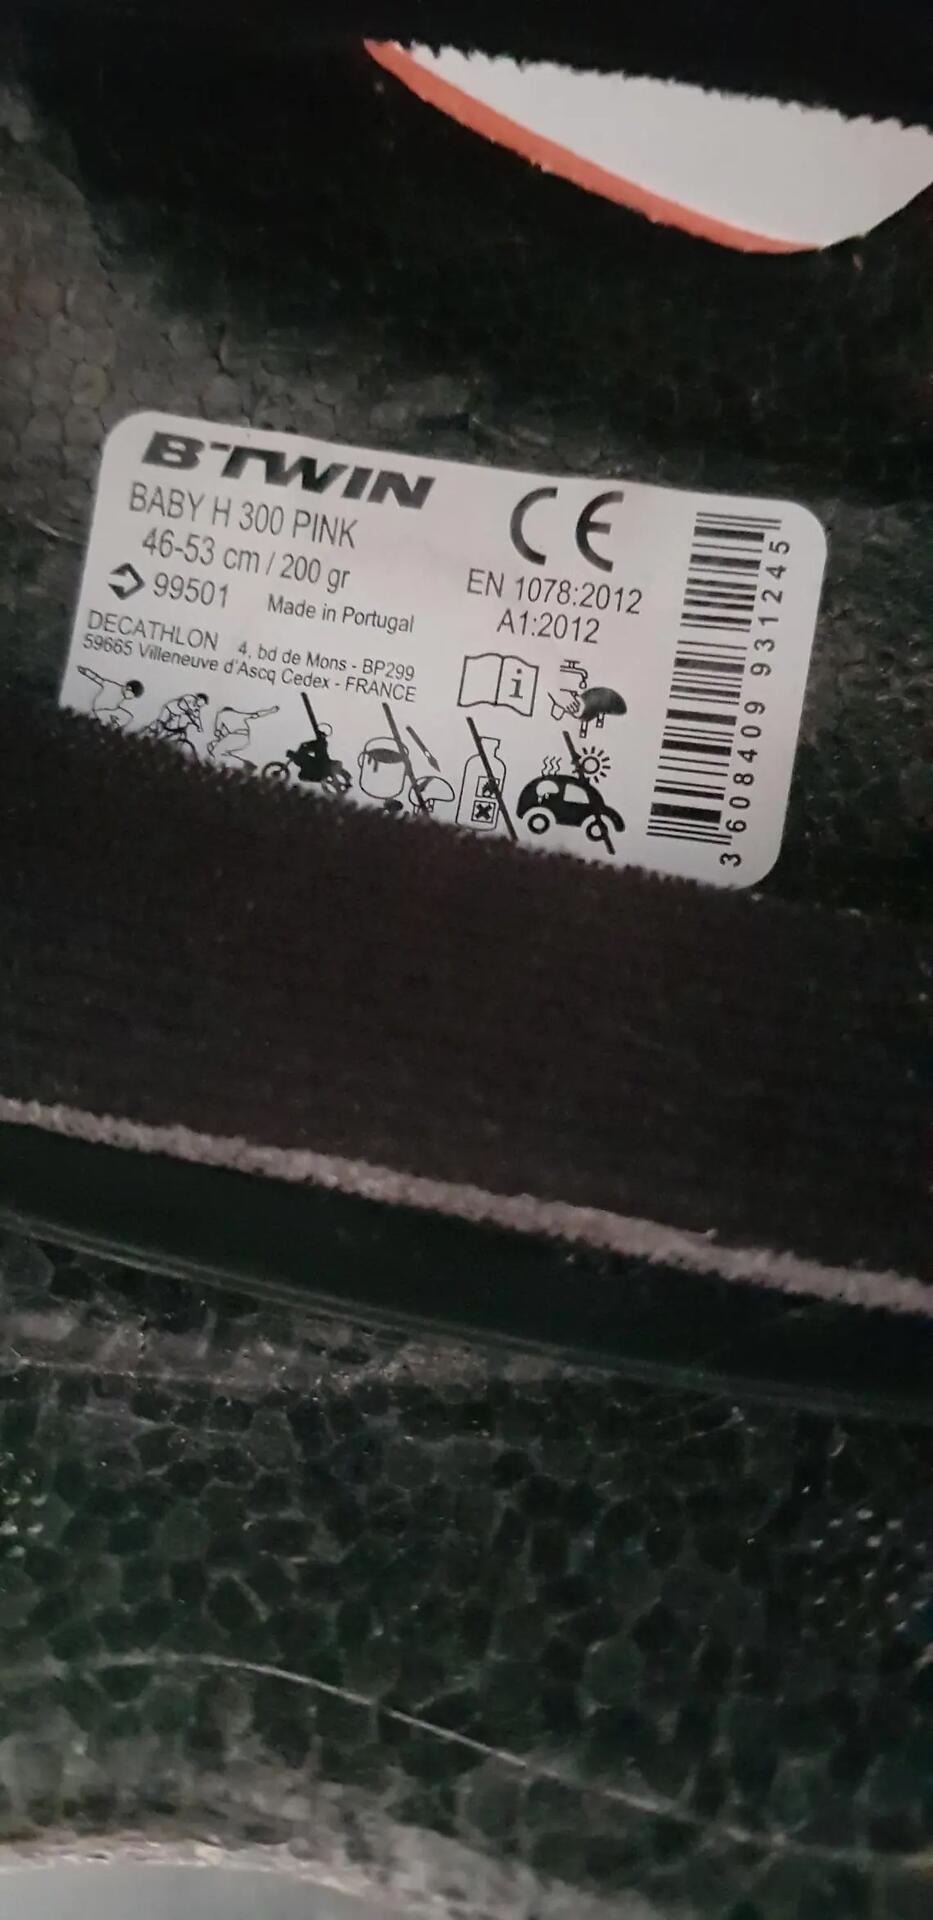 B'TWIN
BABY H 300 PINK
46-53 cm / 200 gr
99501 Made in Portugal
DECATHLON 4, bd de Mons - BP299
59665 Villeneuve d'Ascq Cedex - FRANCE
CE
EN 1078:2012
A1:2012
i
3 608409 931245